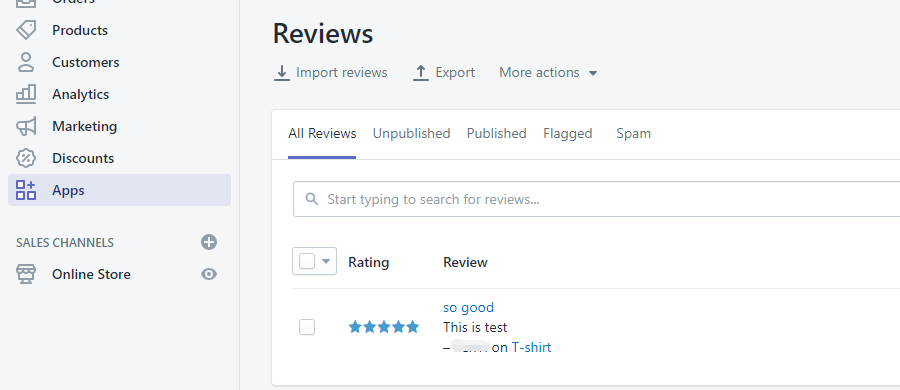 Orders
Products
Customers
Analytics
Marketing
Discounts
Apps
SALES CHANNELS
Online Store
Reviews
Import reviews Export More actions
All Reviews Unpublished Published Flagged Spam
Start typing to search for reviews...
Rating Review
so good
This is test
– on T-shirt